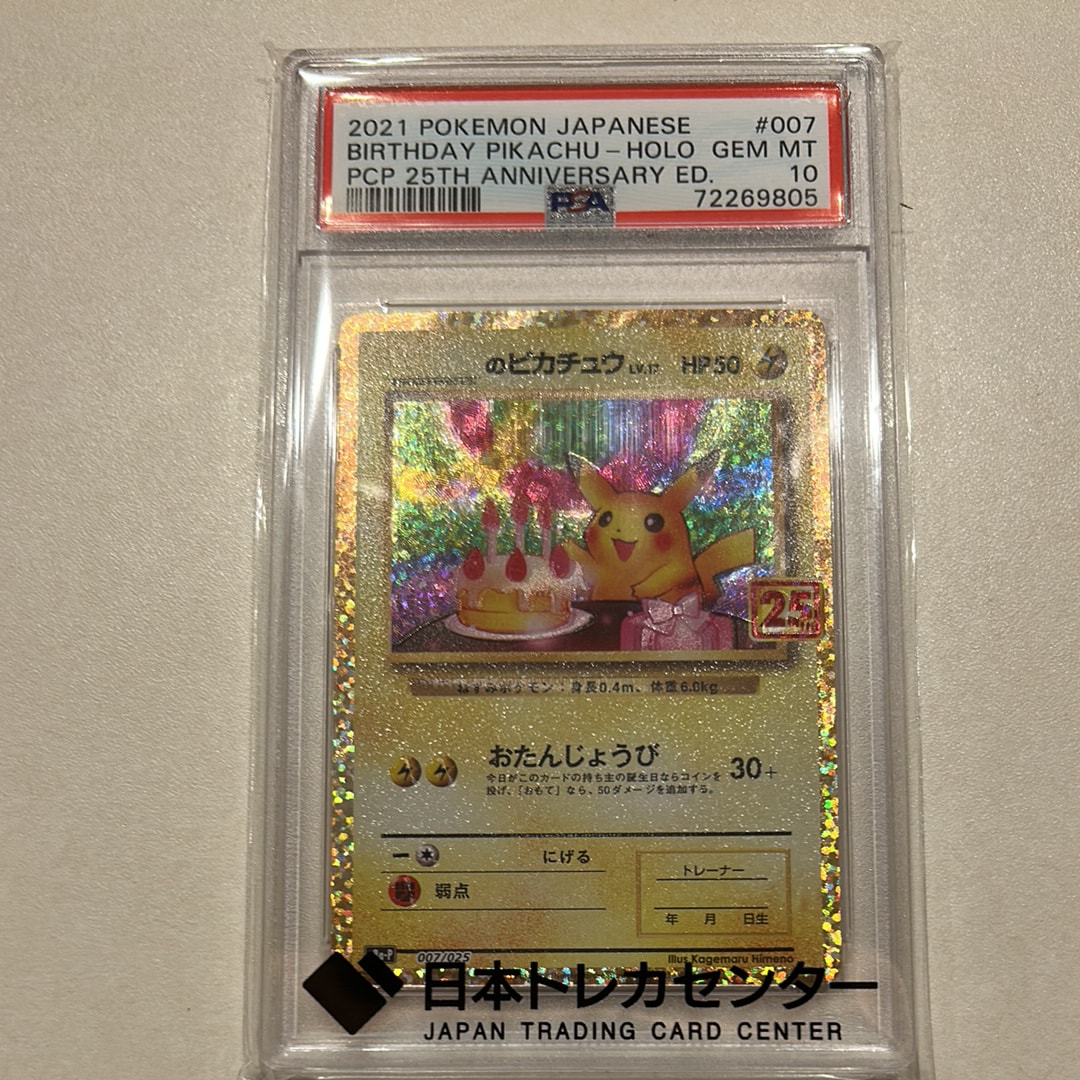 2021 POKEMON JAPANESE #007
BIRTHDAY PIKACHU-HOLO GEM MT
PCP 25TH ANNIVERSARY ED. 10
PSA 72269805
のピカチュウ LV.17 HP50
25
ねずみポケモン:身長0.4m、体重6.0kg
おたんじょうび 30+
今日がこのカードの持ち主の誕生日ならコインを
投げ、「おもて」なら、50ダメージを追加する。
にげる
トレーナー
弱点
年 月 日生
007/025 Illus Kagemaru Himeno
日本トレカセンター
JAPAN TRADING CARD CENTER